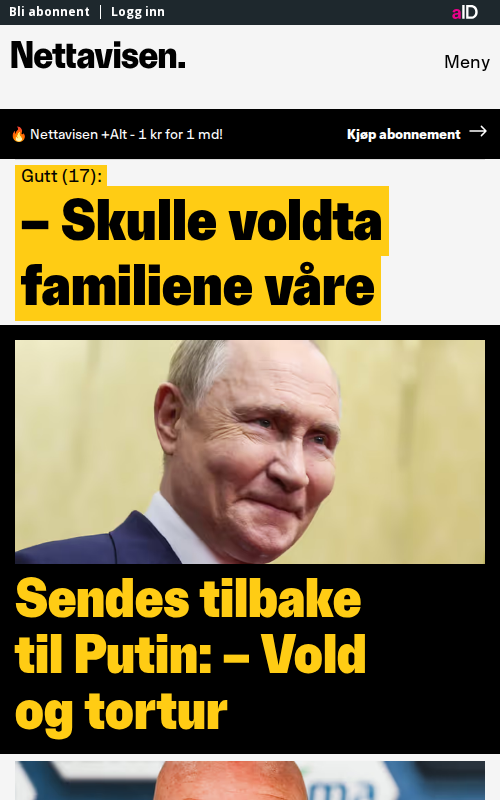 Bli abonnent | Logg inn
aID
Nettavisen.
Meny
🔥 Nettavisen +Alt - 1 kr for 1 md!
Kjøp abonnement →
Gutt (17):
– Skulle voldta
familiene våre
Sendes tilbake
til Putin: – Vold
og tortur